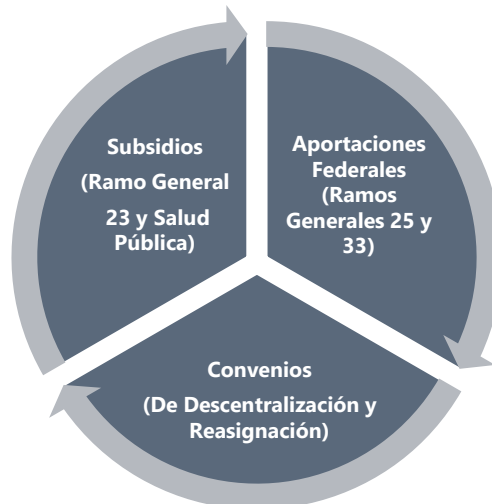 Subsidios
(Ramo General
23 y Salud
Pública)
Aportaciones
Federales
(Ramos
Generales 25 y
33)
Convenios
(De Descentralización y
Reasignación)